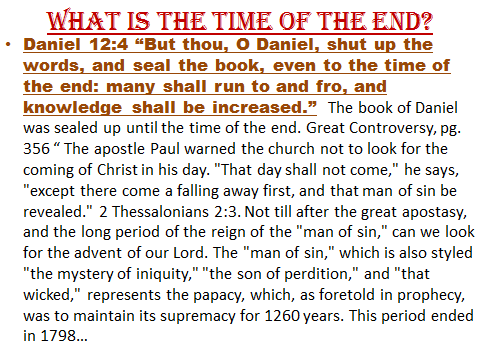 WHAT IS THE TIME OF THE END?
• Daniel 12:4 “But thou, O Daniel, shut up the
words, and seal the book, even to the time of
the end: many shall run to and fro, and
knowledge shall be increased.” The book of Daniel
was sealed up until the time of the end. Great Controversy, pg.
356 “ The apostle Paul warned the church not to look for the
coming of Christ in his day. "That day shall not come," he says,
"except there come a falling away first, and that man of sin be
revealed." 2 Thessalonians 2:3. Not till after the great apostasy,
and the long period of the reign of the "man of sin," can we look
for the advent of our Lord. The "man of sin," which is also styled
"the mystery of iniquity," "the son of perdition," and "that
wicked," represents the papacy, which, as foretold in prophecy,
was to maintain its supremacy for 1260 years. This period ended
in 1798...